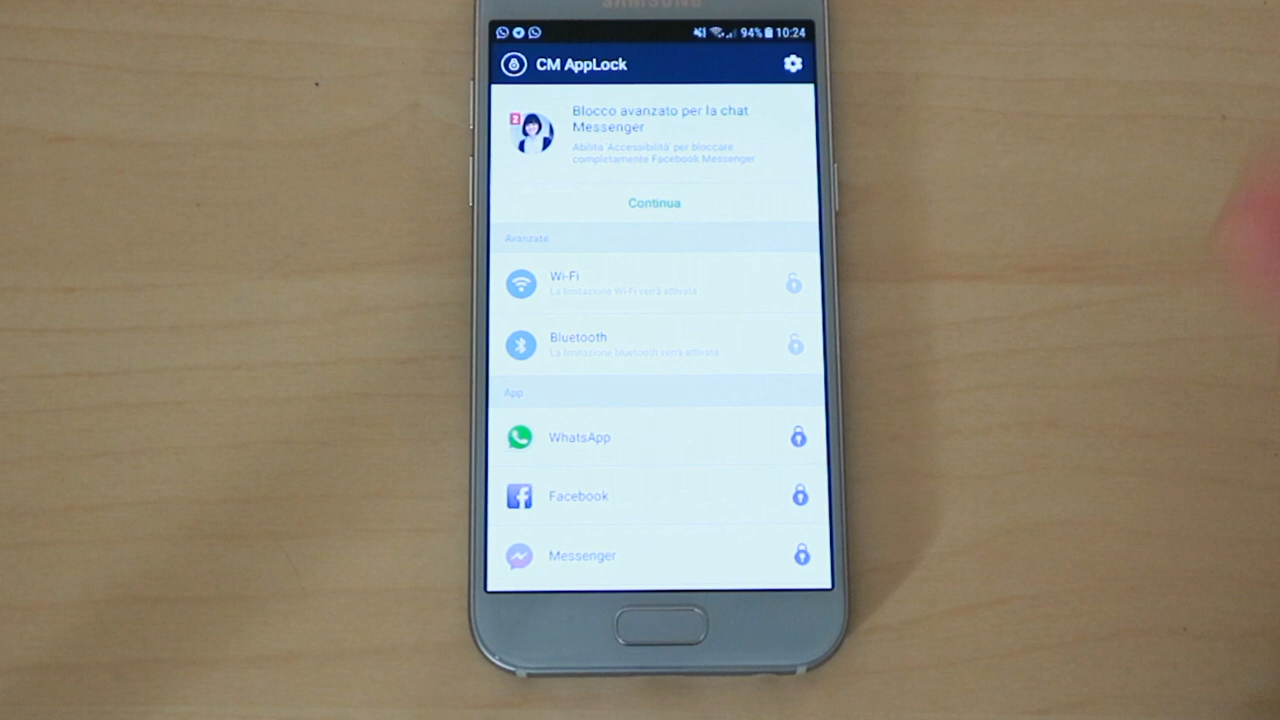 SAMSUNG
94% 10:24
CM AppLock
2
Blocco avanzato per la chat
Messenger
Abilita 'Accessibilità' per bloccare
completamente Facebook Messenger
Continua
Avanzate
Wi-Fi
La limitazione Wi-Fi verrà attivata
Bluetooth
La limitazione bluetooth verrà attivata
App
WhatsApp
Facebook
Messenger